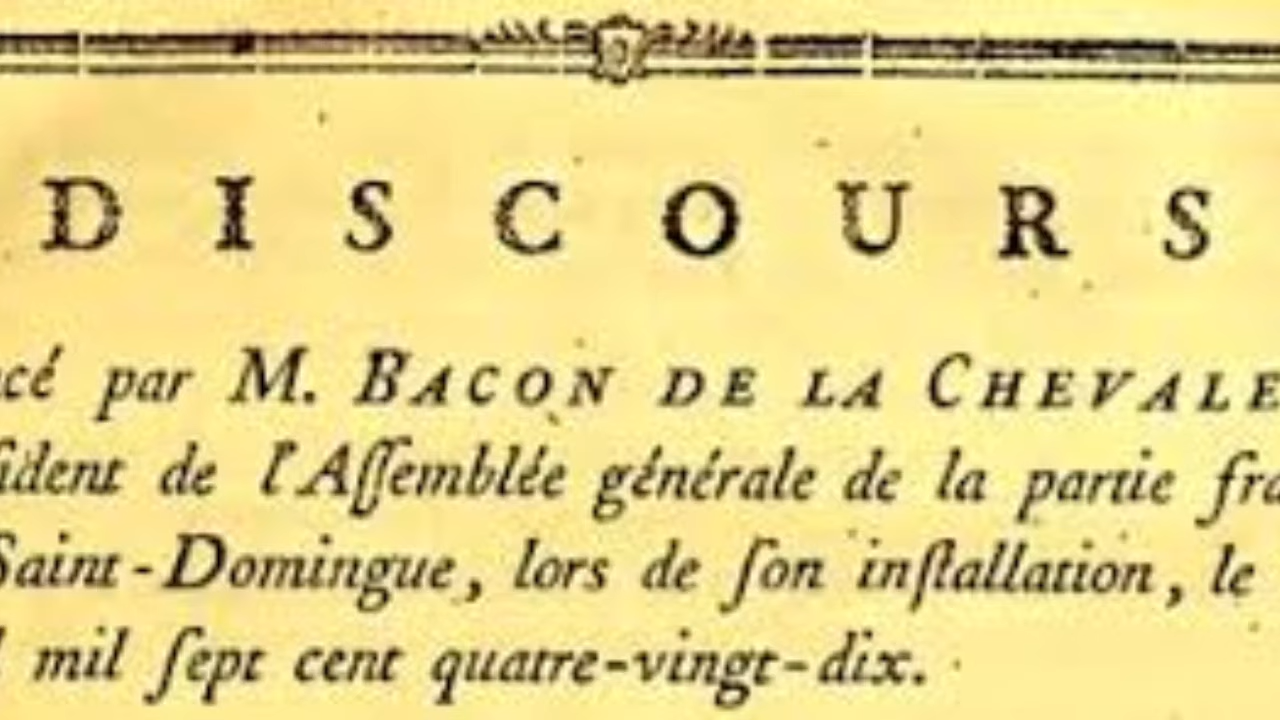 DISCOURS
cé par M. BACON DE LA CHEVALE
ſident de l'Aſſemblée générale de la partie fra
Saint-Domingue, lors de ſon inſtallation, le
mil ſept cent quatre-vingt-dix.